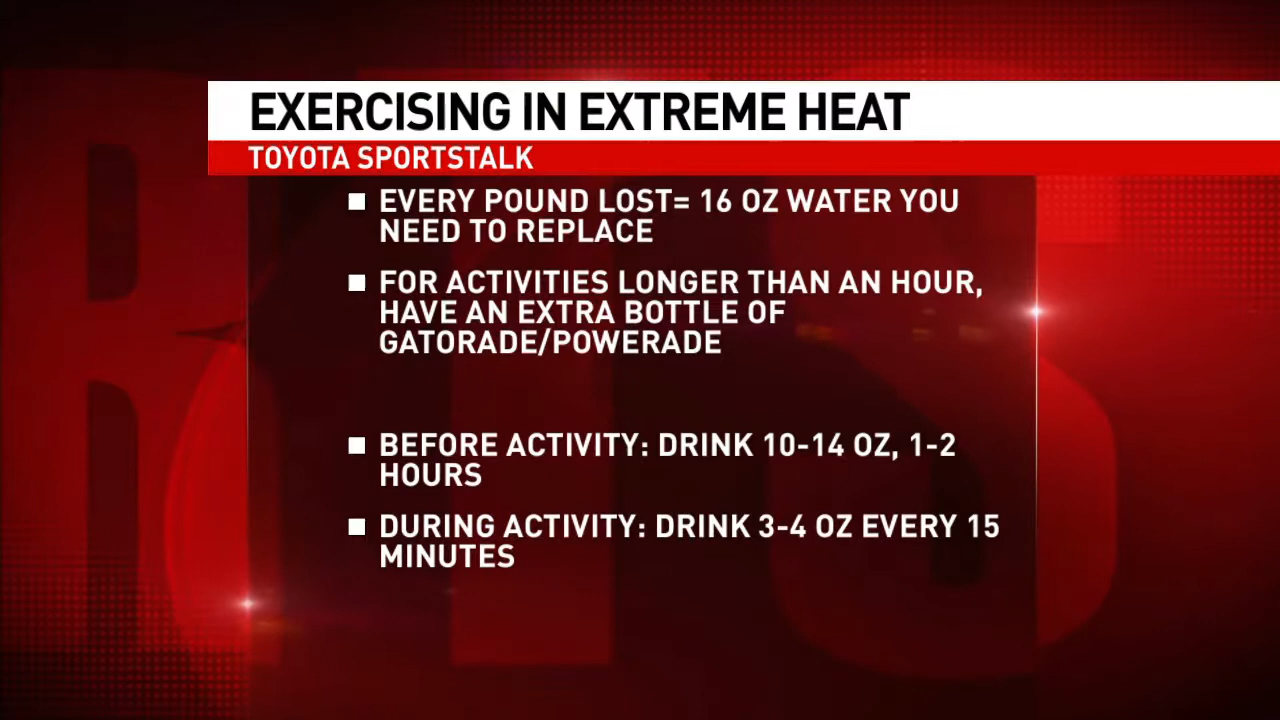 EXERCISING IN EXTREME HEAT
TOYOTA SPORTSTALK
■ EVERY POUND LOST= 16 OZ WATER YOU
NEED TO REPLACE
■ FOR ACTIVITIES LONGER THAN AN HOUR,
HAVE AN EXTRA BOTTLE OF
GATORADE/POWERADE
■ BEFORE ACTIVITY: DRINK 10-14 OZ, 1-2
HOURS
■ DURING ACTIVITY: DRINK 3-4 OZ EVERY 15
MINUTES